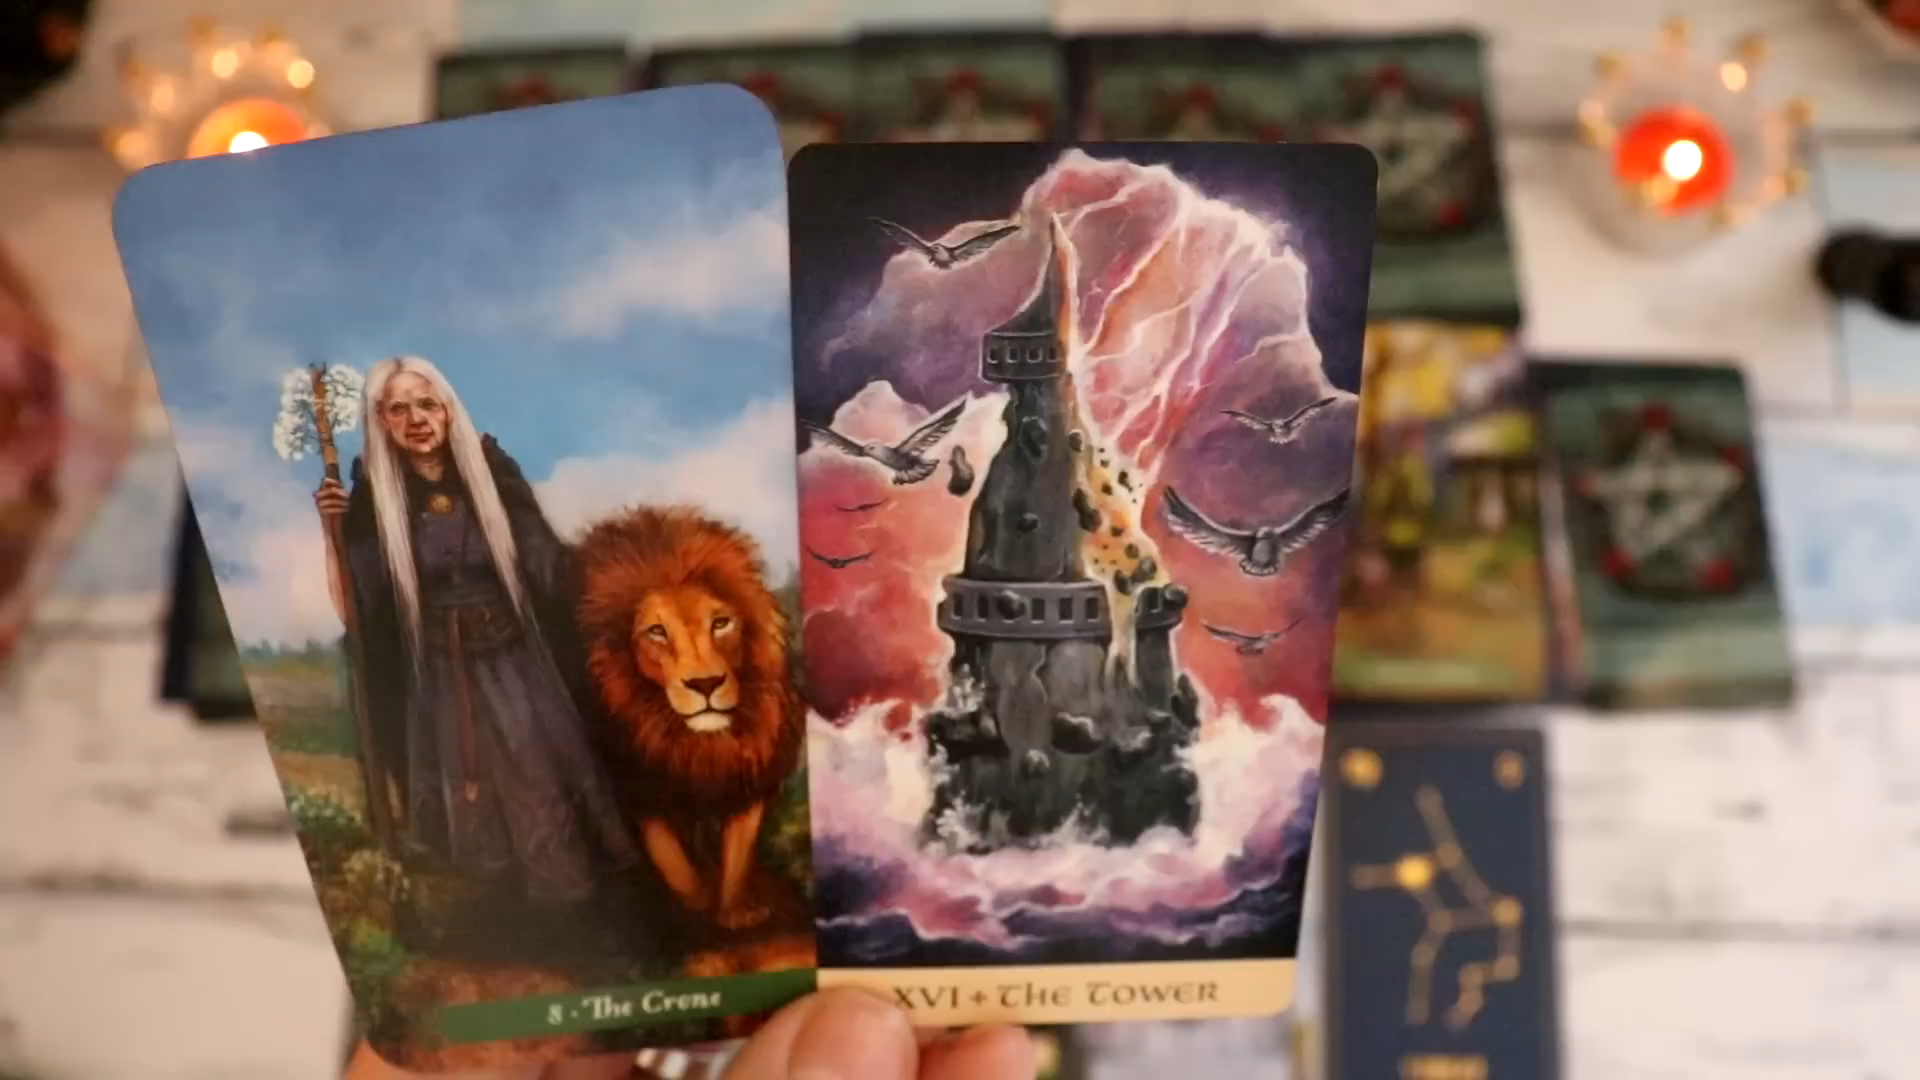 8 · The Crone
XVI + THE TOWER